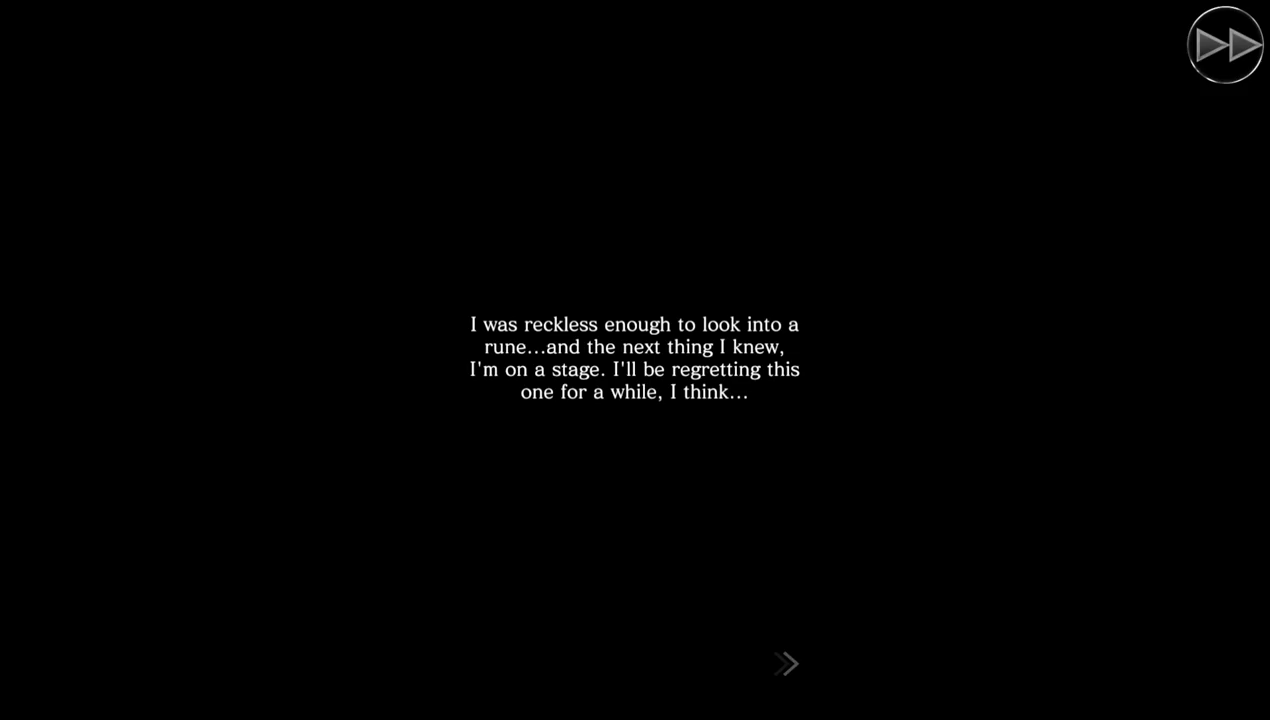 I was reckless enough to look into a
rune...and the next thing I knew,
I'm on a stage. I'll be regretting this
one for a while, I think...